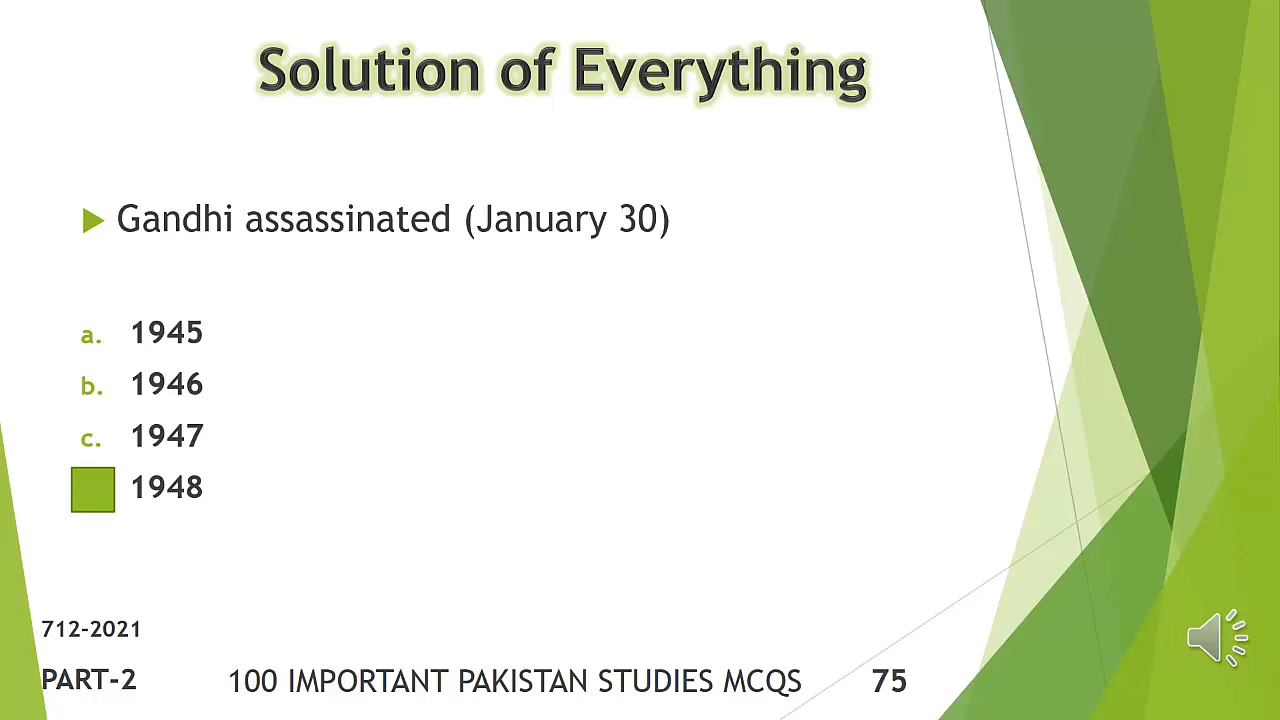 Solution of Everything
Gandhi assassinated (January 30)
a. 1945
b. 1946
c. 1947
1948
712-2021
PART-2 100 IMPORTANT PAKISTAN STUDIES MCQS 75